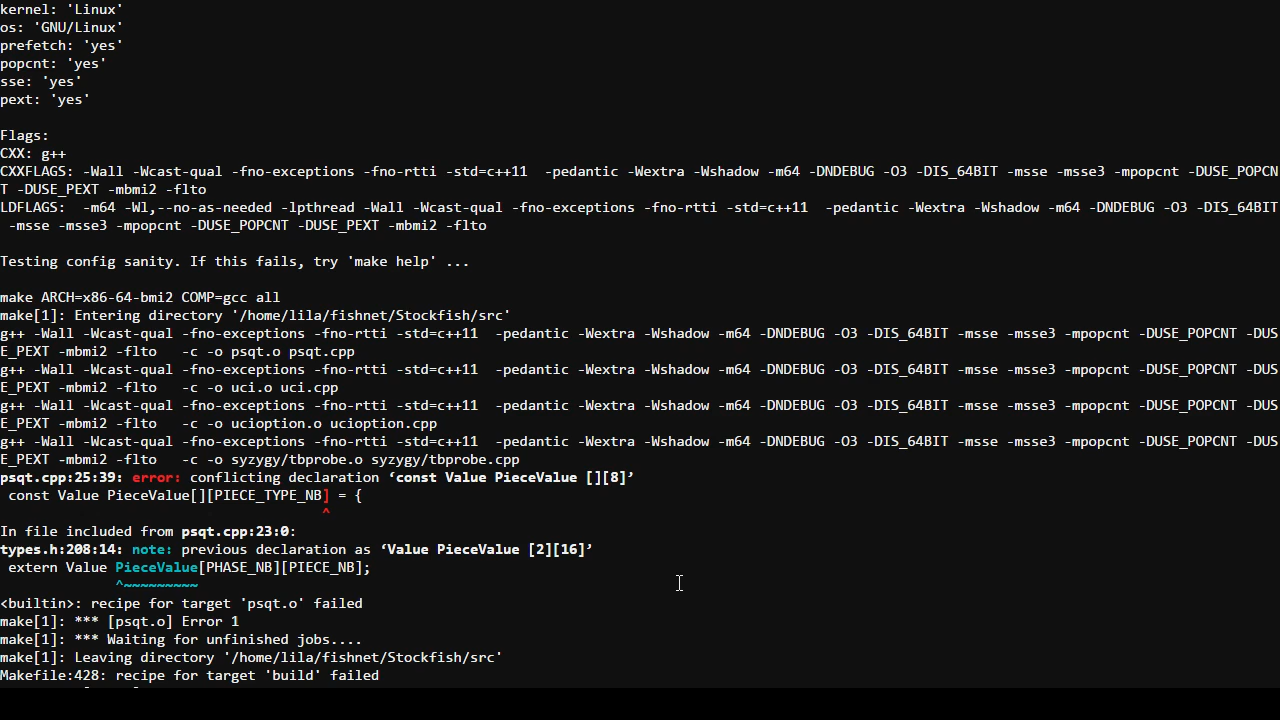 kernel: 'Linux'
os: 'GNU/Linux'
prefetch: 'yes'
popcnt: 'yes'
sse: 'yes'
pext: 'yes'
Flags:
CXX: g++
CXXFLAGS: -Wall -Wcast-qual -fno-exceptions -fno-rtti -std=c++11  -pedantic -Wextra -Wshadow -m64 -DNDEBUG -O3 -DIS_64BIT -msse -msse3 -mpopcnt -DUSE_POPCN
T -DUSE_PEXT -mbmi2 -flto
LDFLAGS:  -m64 -Wl,--no-as-needed -lpthread -Wall -Wcast-qual -fno-exceptions -fno-rtti -std=c++11  -pedantic -Wextra -Wshadow -m64 -DNDEBUG -O3 -DIS_64BIT
 -msse -msse3 -mpopcnt -DUSE_POPCNT -DUSE_PEXT -mbmi2 -flto
Testing config sanity. If this fails, try 'make help' ...
make ARCH=x86-64-bmi2 COMP=gcc all
make[1]: Entering directory '/home/lila/fishnet/Stockfish/src'
g++ -Wall -Wcast-qual -fno-exceptions -fno-rtti -std=c++11  -pedantic -Wextra -Wshadow -m64 -DNDEBUG -O3 -DIS_64BIT -msse -msse3 -mpopcnt -DUSE_POPCNT -DUS
E_PEXT -mbmi2 -flto   -c -o psqt.o psqt.cpp
g++ -Wall -Wcast-qual -fno-exceptions -fno-rtti -std=c++11  -pedantic -Wextra -Wshadow -m64 -DNDEBUG -O3 -DIS_64BIT -msse -msse3 -mpopcnt -DUSE_POPCNT -DUS
E_PEXT -mbmi2 -flto   -c -o uci.o uci.cpp
g++ -Wall -Wcast-qual -fno-exceptions -fno-rtti -std=c++11  -pedantic -Wextra -Wshadow -m64 -DNDEBUG -O3 -DIS_64BIT -msse -msse3 -mpopcnt -DUSE_POPCNT -DUS
E_PEXT -mbmi2 -flto   -c -o ucioption.o ucioption.cpp
g++ -Wall -Wcast-qual -fno-exceptions -fno-rtti -std=c++11  -pedantic -Wextra -Wshadow -m64 -DNDEBUG -O3 -DIS_64BIT -msse -msse3 -mpopcnt -DUSE_POPCNT -DUS
E_PEXT -mbmi2 -flto   -c -o syzygy/tbprobe.o syzygy/tbprobe.cpp
psqt.cpp:25:39: error: conflicting declaration ‘const Value PieceValue [][8]’
 const Value PieceValue[][PIECE_TYPE_NB] = {
^
In file included from psqt.cpp:23:0:
types.h:208:14: note: previous declaration as ‘Value PieceValue [2][16]’
 extern Value PieceValue[PHASE_NB][PIECE_NB];
^~~~~~~~~~
<builtin>: recipe for target 'psqt.o' failed
make[1]: *** [psqt.o] Error 1
make[1]: *** Waiting for unfinished jobs....
make[1]: Leaving directory '/home/lila/fishnet/Stockfish/src'
Makefile:428: recipe for target 'build' failed